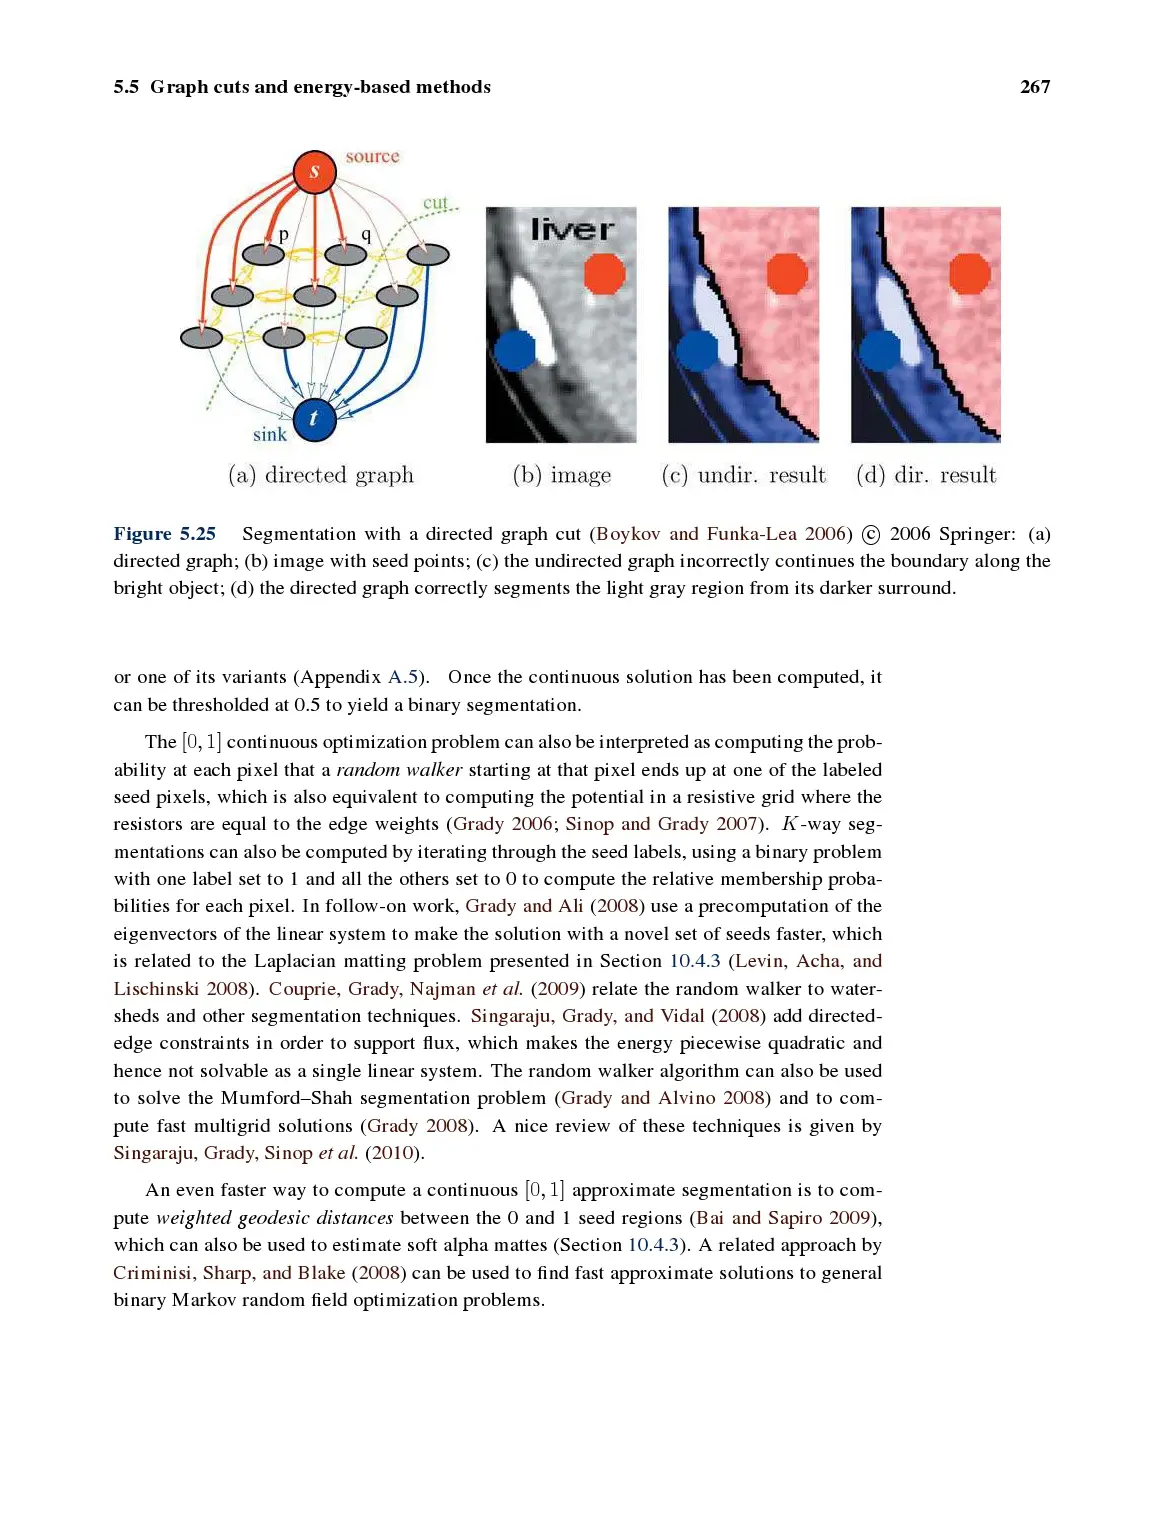 5.5 Graph cuts and energy-based methods 267
s
source
cut
p
q
t
sink
liver
(a) directed graph
(b) image
(c) undir. result
(d) dir. result
Figure 5.25 Segmentation with a directed graph cut (Boykov and Funka-Lea 2006) © 2006 Springer: (a)
directed graph; (b) image with seed points; (c) the undirected graph incorrectly continues the boundary along the
bright object; (d) the directed graph correctly segments the light gray region from its darker surround.
or one of its variants (Appendix A.5). Once the continuous solution has been computed, it
can be thresholded at 0.5 to yield a binary segmentation.
The [0, 1] continuous optimization problem can also be interpreted as computing the prob-
ability at each pixel that a random walker starting at that pixel ends up at one of the labeled
seed pixels, which is also equivalent to computing the potential in a resistive grid where the
resistors are equal to the edge weights (Grady 2006; Sinop and Grady 2007). K-way seg-
mentations can also be computed by iterating through the seed labels, using a binary problem
with one label set to 1 and all the others set to 0 to compute the relative membership proba-
bilities for each pixel. In follow-on work, Grady and Ali (2008) use a precomputation of the
eigenvectors of the linear system to make the solution with a novel set of seeds faster, which
is related to the Laplacian matting problem presented in Section 10.4.3 (Levin, Acha, and
Lischinski 2008). Couprie, Grady, Najman et al. (2009) relate the random walker to water-
sheds and other segmentation techniques. Singaraju, Grady, and Vidal (2008) add directed-
edge constraints in order to support flux, which makes the energy piecewise quadratic and
hence not solvable as a single linear system. The random walker algorithm can also be used
to solve the Mumford–Shah segmentation problem (Grady and Alvino 2008) and to com-
pute fast multigrid solutions (Grady 2008). A nice review of these techniques is given by
Singaraju, Grady, Sinop et al. (2010).
An even faster way to compute a continuous [0, 1] approximate segmentation is to com-
pute weighted geodesic distances between the 0 and 1 seed regions (Bai and Sapiro 2009),
which can also be used to estimate soft alpha mattes (Section 10.4.3). A related approach by
Criminisi, Sharp, and Blake (2008) can be used to find fast approximate solutions to general
binary Markov random field optimization problems.